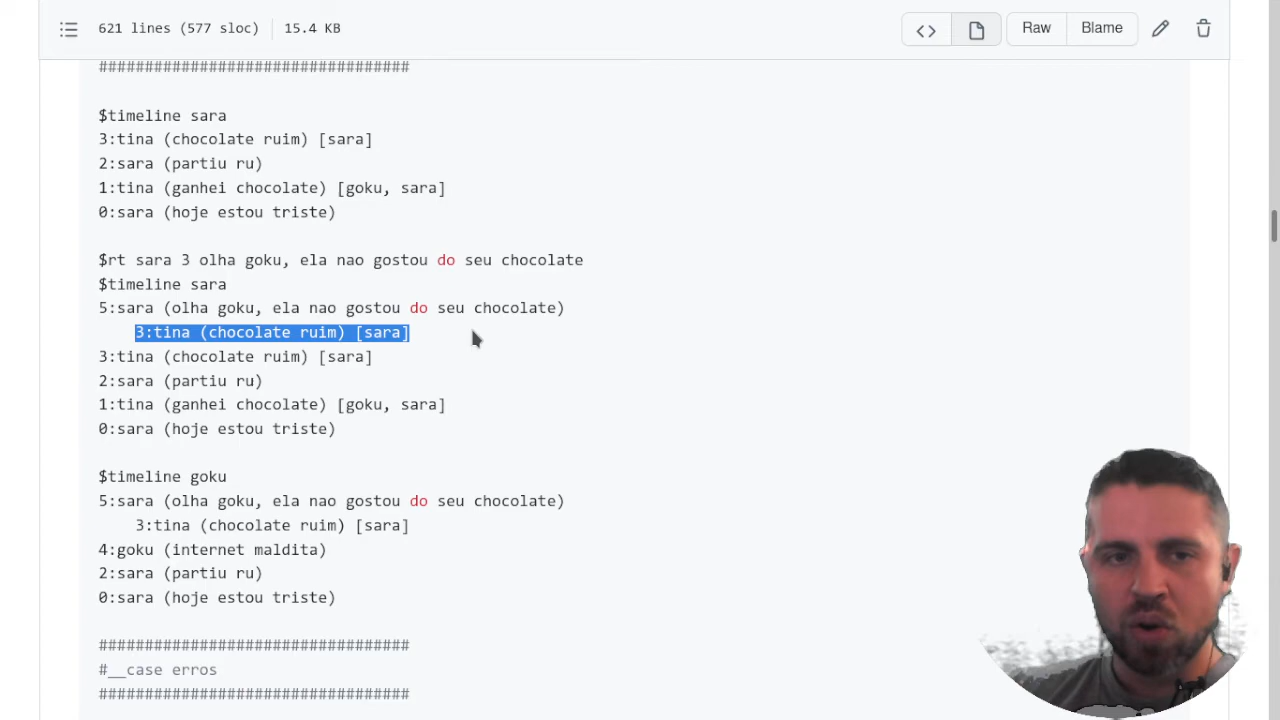 621 lines (577 sloc) 15.4 KB Raw Blame
##################################
$timeline sara
3:tina (chocolate ruim) [sara]
2:sara (partiu ru)
1:tina (ganhei chocolate) [goku, sara]
0:sara (hoje estou triste)
$rt sara 3 olha goku, ela nao gostou do seu chocolate
$timeline sara
5:sara (olha goku, ela nao gostou do seu chocolate)
3:tina (chocolate ruim) [sara]
3:tina (chocolate ruim) [sara]
2:sara (partiu ru)
1:tina (ganhei chocolate) [goku, sara]
0:sara (hoje estou triste)
$timeline goku
5:sara (olha goku, ela nao gostou do seu chocolate)
3:tina (chocolate ruim) [sara]
4:goku (internet maldita)
2:sara (partiu ru)
0:sara (hoje estou triste)
##################################
#__case erros
##################################